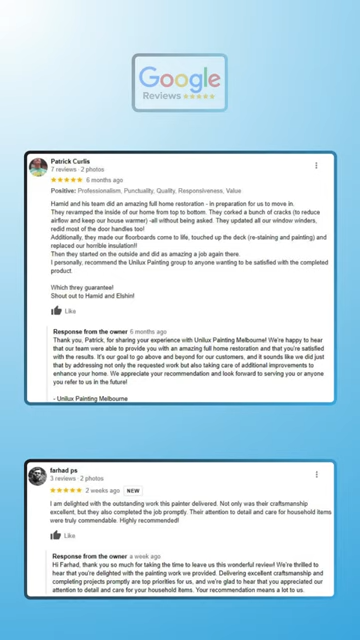 Google
Reviews
Patrick Curlis
7 reviews · 2 photos
6 months ago
Positive: Professionalism, Punctuality, Quality, Responsiveness, Value
Hamid and his team did an amazing full home restoration - in preparation for us to move in.
They revamped the inside of our home from top to bottom. They corked a bunch of cracks (to reduce
airflow and keep our house warmer) -all without being asked. They updated all our window winders,
redid most of the door handles too!
Additionally, they made our floorboards come to life, touched up the deck (re-staining and painting) and
replaced our horrible insulation!!
Then they started on the outside and did as amazing a job again there.
I personally, recommend the Unilux Painting group to anyone wanting to be satisfied with the completed
product.
Which threy guarantee!
Shout out to Hamid and Elshin!
Like
Response from the owner 6 months ago
Thank you, Patrick, for sharing your experience with Unilux Painting Melbourne! We're happy to hear
that our team were able to provide you with an amazing full home restoration and that you're satisfied
with the results. It's our goal to go above and beyond for our customers, and it sounds like we did just
that by addressing not only the requested work but also taking care of additional improvements to
enhance your home. We appreciate your recommendation and look forward to serving you or anyone
you refer to us in the future!
- Unilux Painting Melbourne
farhad ps
3 reviews · 2 photos
2 weeks ago NEW
I am delighted with the outstanding work this painter delivered. Not only was their craftsmanship
excellent, but they also completed the job promptly. Their attention to detail and care for household items
were truly commendable. Highly recommended!
Like
Response from the owner a week ago
Hi Farhad, thank you so much for taking the time to leave us this wonderful review! We're thrilled to
hear that you're delighted with the painting work we provided. Delivering excellent craftsmanship and
completing projects promptly are top priorities for us, and we're glad to hear that you appreciated our
attention to detail and care for your household items. Your recommendation means a lot to us.